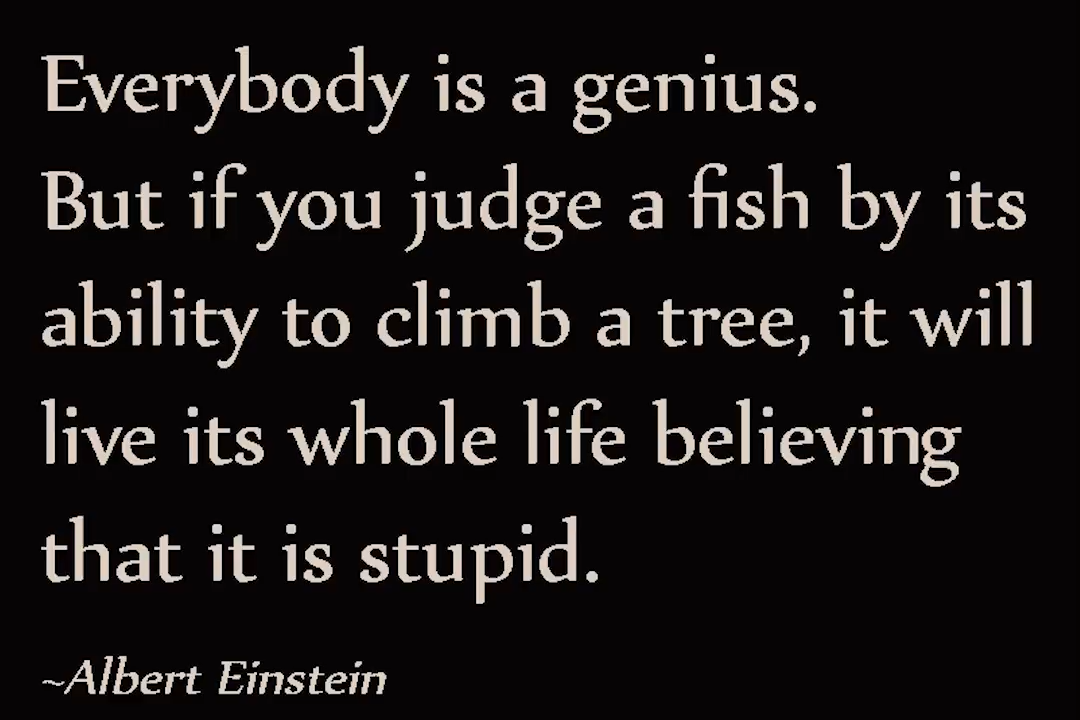 Everybody is a genius.
But if you judge a fish by its
ability to climb a tree, it will
live its whole life believing
that it is stupid.
~Albert Einstein